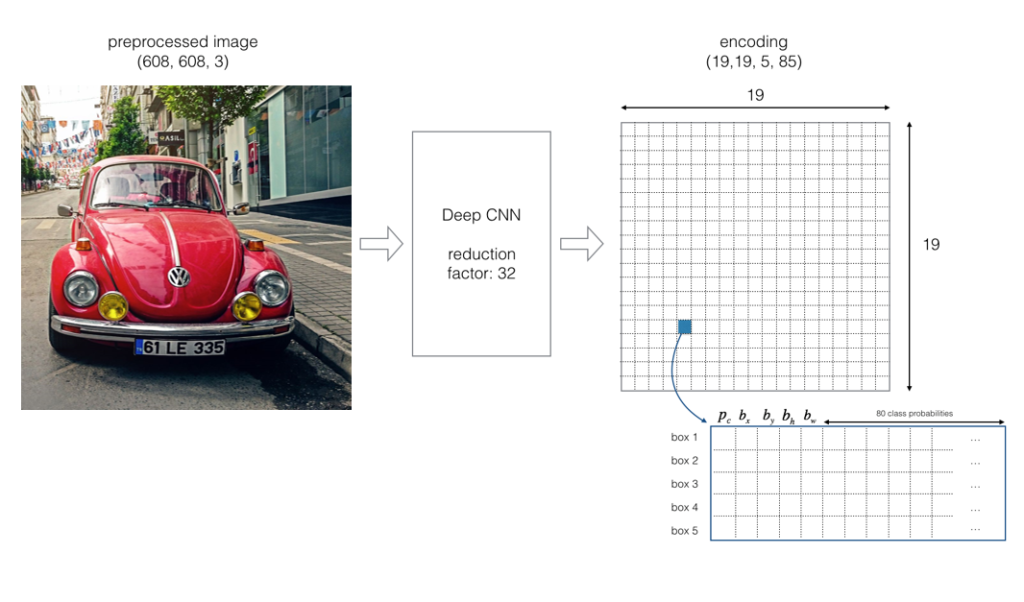 preprocessed image
(608, 608, 3)
encoding
(19,19, 5, 85)
19
19
Deep CNN
reduction
factor: 32
61 LE 335
p_c b_x b_y b_h b_w
80 class probabilities
box 1 ...
box 2 ...
box 3 ...
box 4 ...
box 5 ...